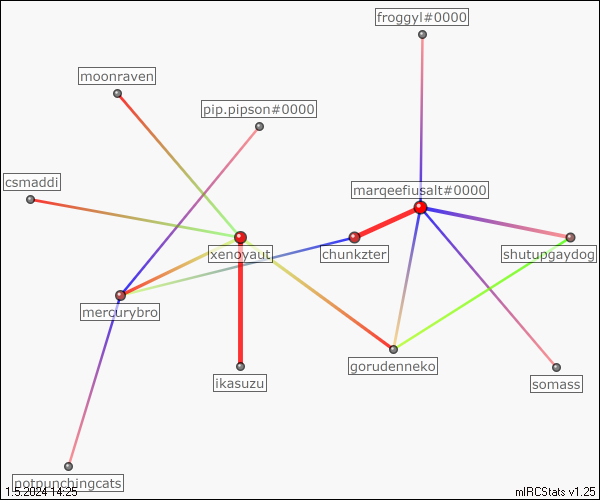 froggyl#0000
moonraven
pip.pipson#0000
csmaddi
marqeefiusalt#0000
xenoyaut
chunkzter
shutupgaydog
mercurybro
gorudenneko
ikasuzu
somass
notpunchingcats
1.5.2024 14:25
mIRCStats v1.25